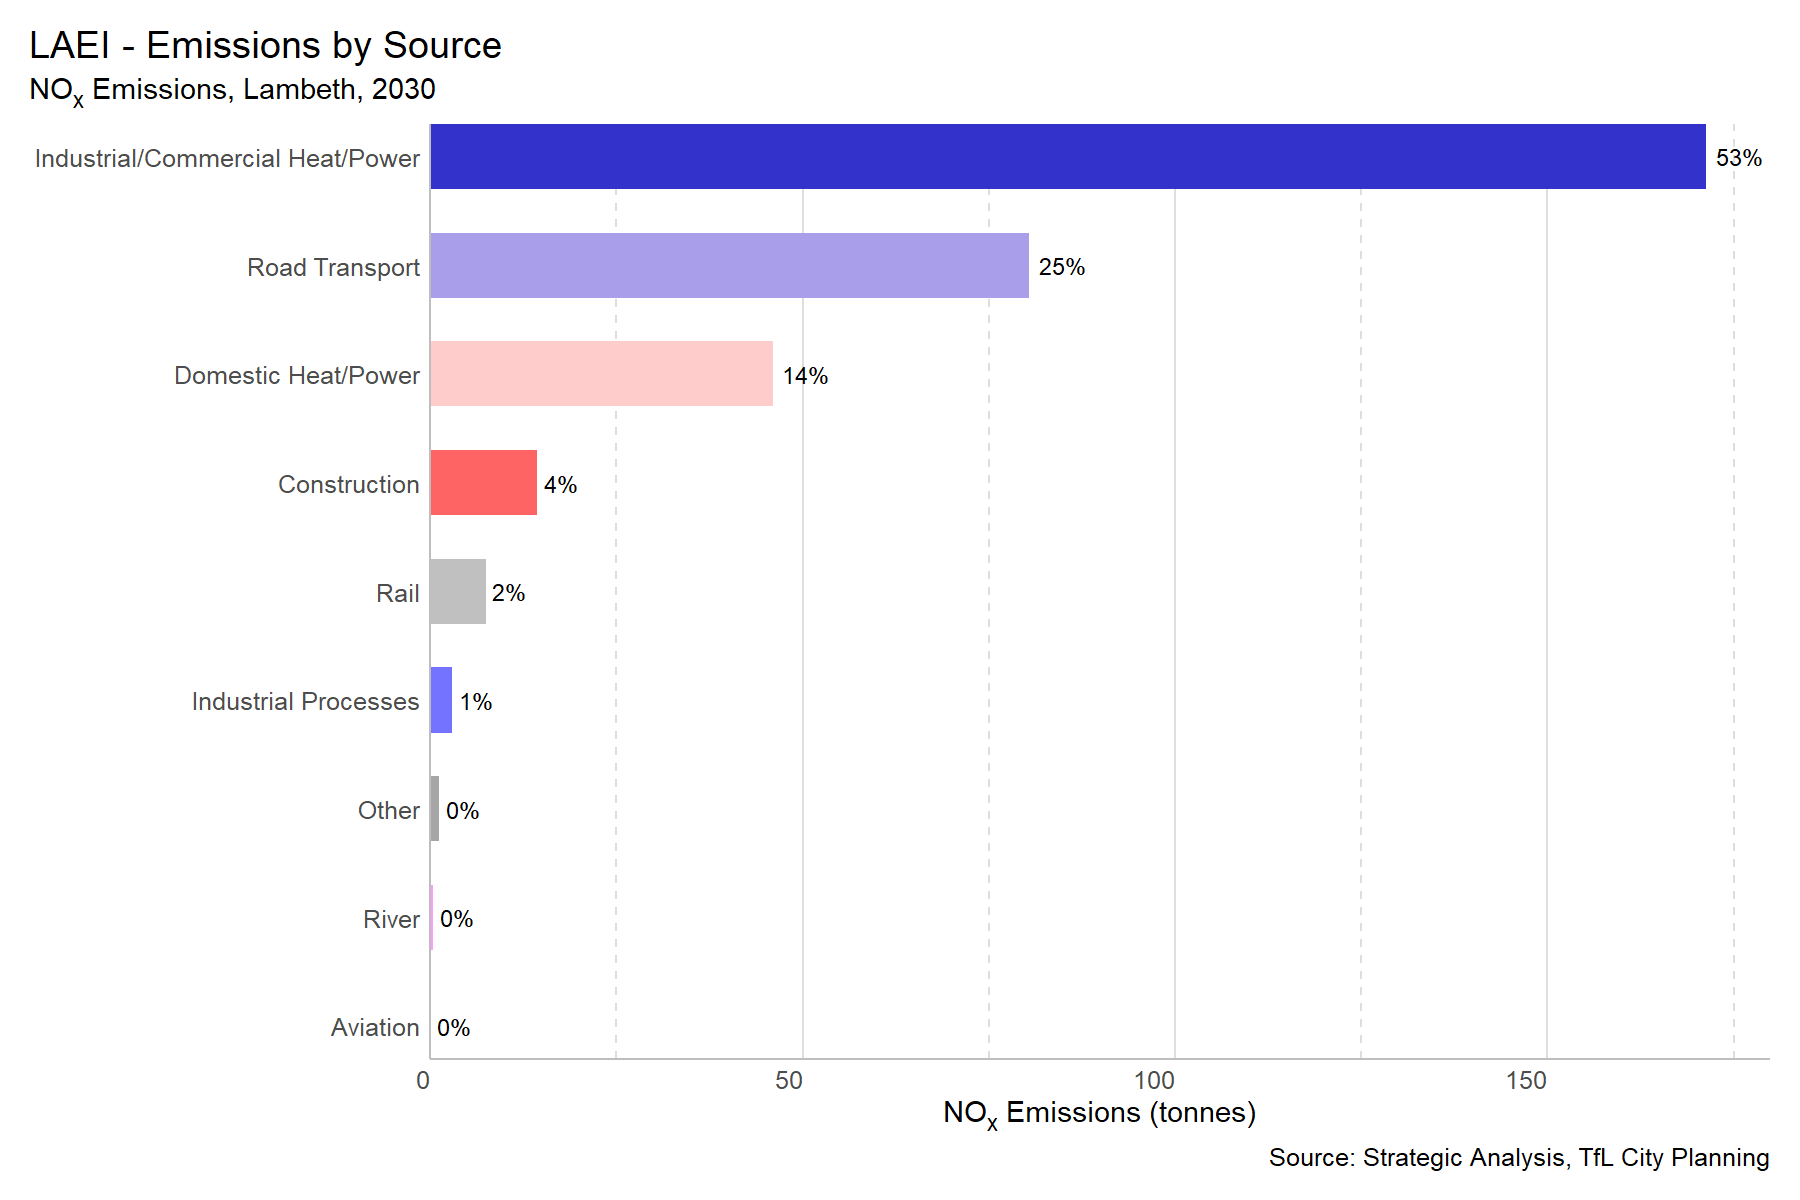 LAEI - Emissions by Source
NOx Emissions, Lambeth, 2030
Industrial/Commercial Heat/Power 53%
Road Transport 25%
Domestic Heat/Power 14%
Construction 4%
Rail 2%
Industrial Processes 1%
Other 0%
River 0%
Aviation 0%
0 50 100 150
NOx Emissions (tonnes)
Source: Strategic Analysis, TfL City Planning